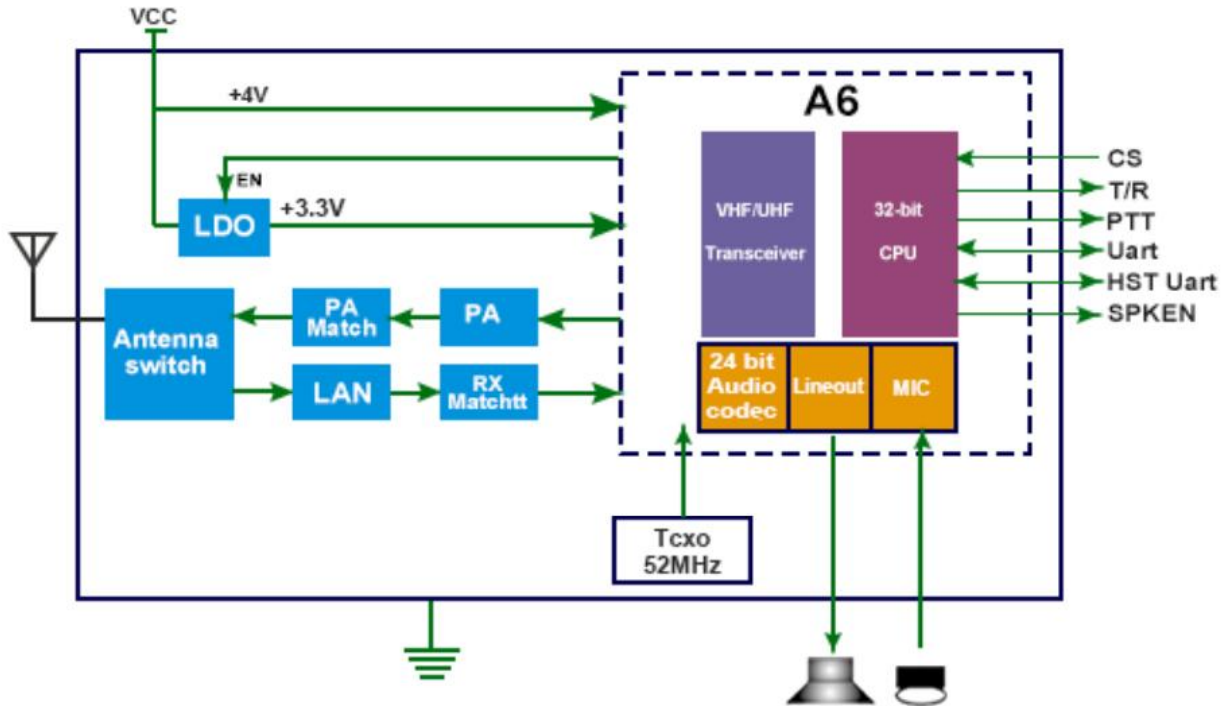 VCC
+4V
A6
EN
LDO
+3.3V
VHF/UHF
Transceiver
32-bit
CPU
CS
T/R
PTT
Uart
HST Uart
SPKEN
Antenna
switch
PA
Match
PA
LAN
RX
Matchtt
24 bit
Audio
codec
Lineout
MIC
Tcxo
52MHz